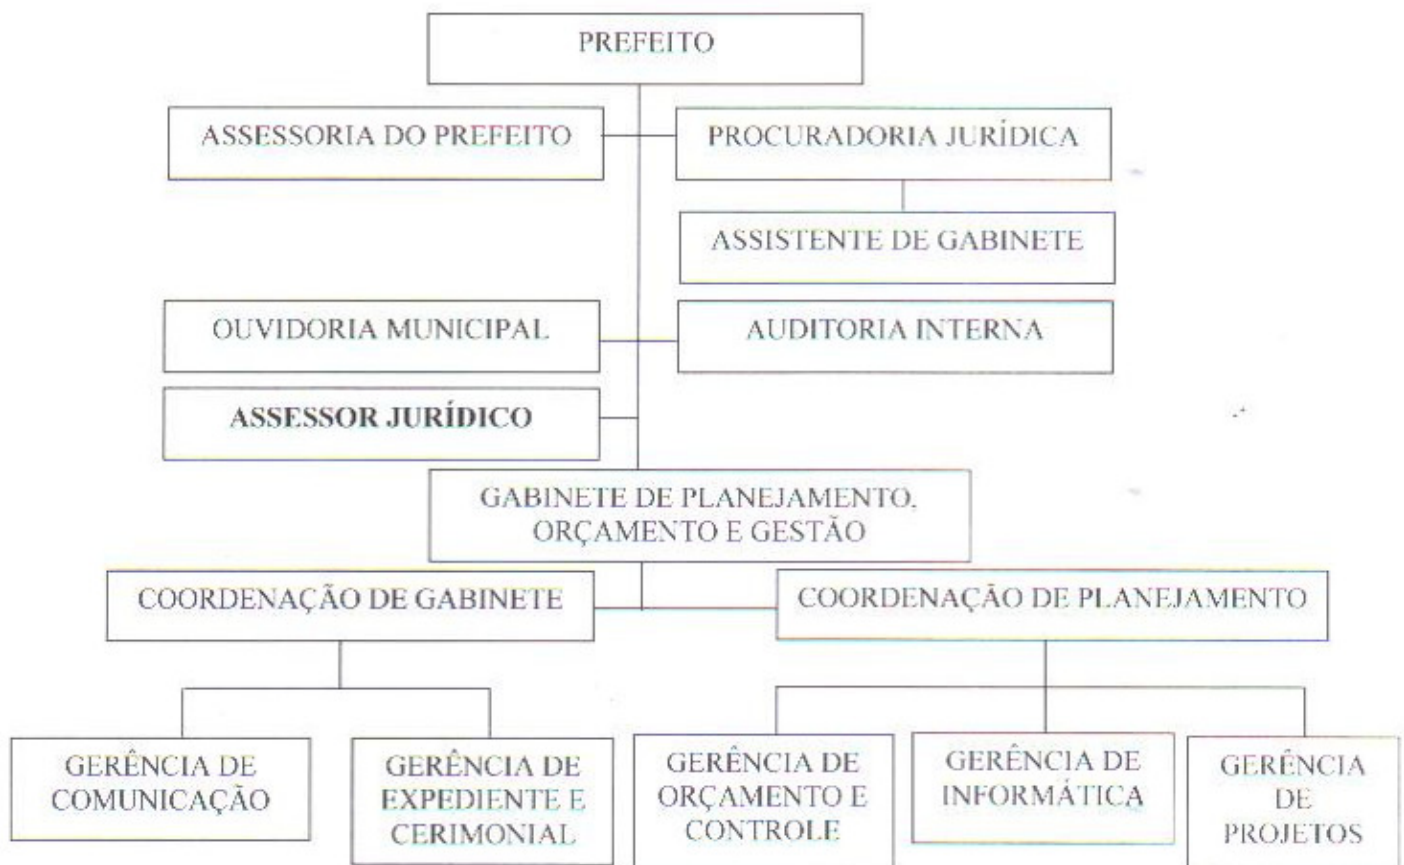 PREFEITO
ASSESSORIA DO PREFEITO
PROCURADORIA JURÍDICA
ASSISTENTE DE GABINETE
OUVIDORIA MUNICIPAL
AUDITORIA INTERNA
ASSESSOR JURÍDICO
GABINETE DE PLANEJAMENTO,
ORÇAMENTO E GESTÃO
COORDENAÇÃO DE GABINETE
COORDENAÇÃO DE PLANEJAMENTO
GERÊNCIA DE
COMUNICAÇÃO
GERÊNCIA DE
EXPEDIENTE E
CERIMONIAL
GERÊNCIA DE
ORÇAMENTO E
CONTROLE
GERÊNCIA DE
INFORMÁTICA
GERÊNCIA
DE
PROJETOS